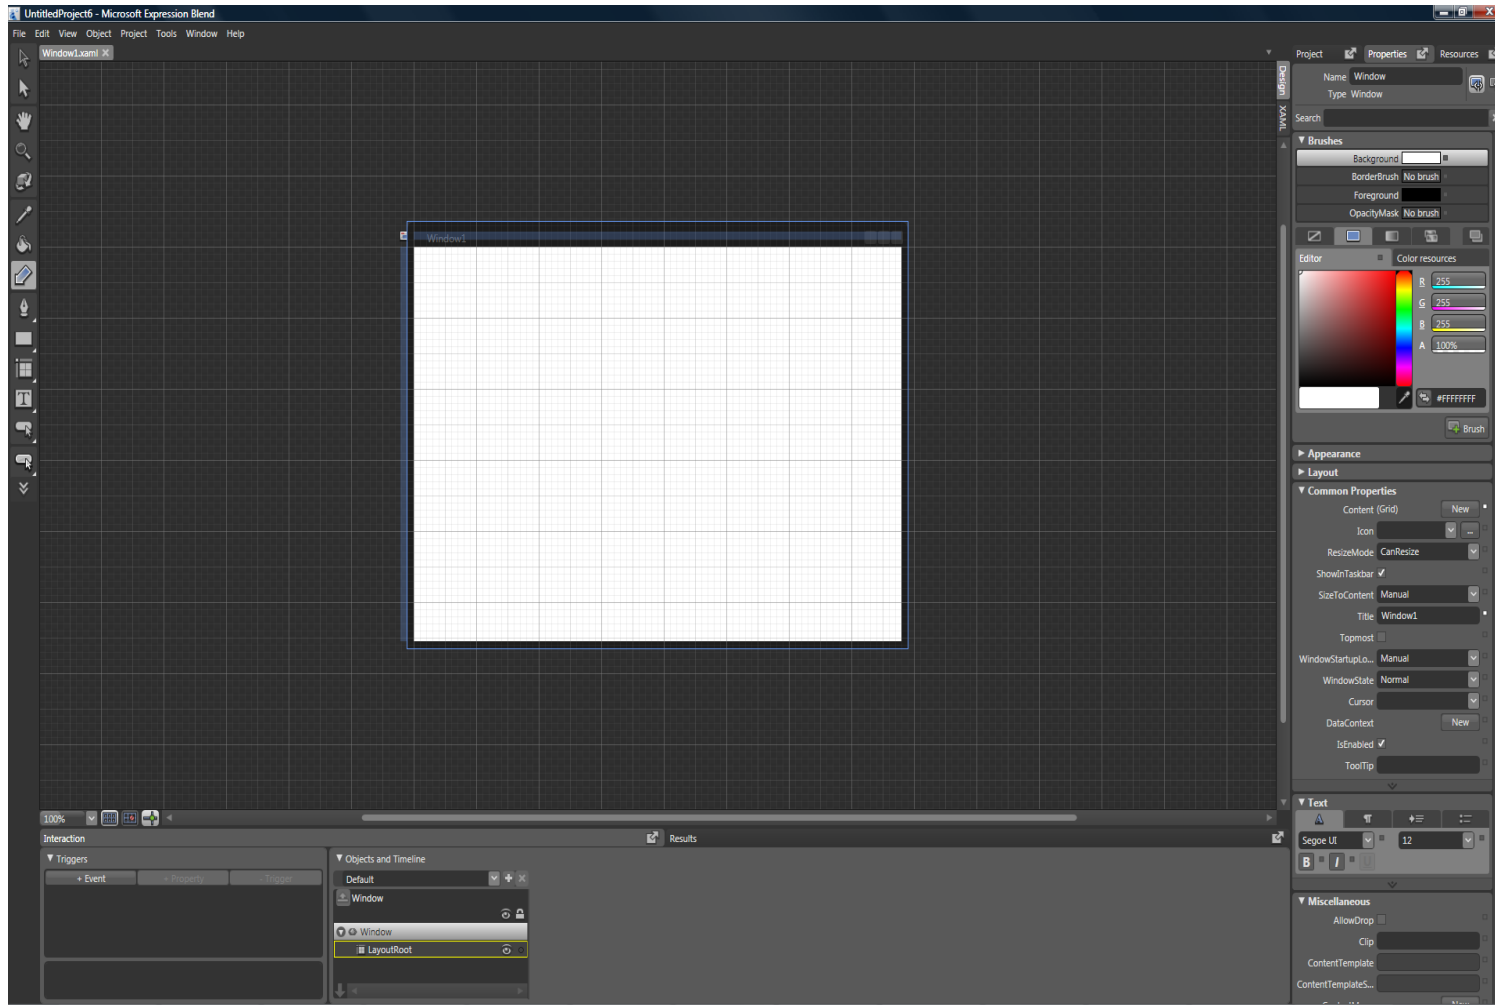 UntitledProject6 - Microsoft Expression Blend
File Edit View Object Project Tools Window Help
Window1.xaml
Design
XAML
Window1
100%
Project Properties Resources
Name Window
Type Window
Search
Brushes
Background
BorderBrush No brush
Foreground
OpacityMask No brush
Editor Color resources
R 255
G 255
B 255
A 100%
#FFFFFFFF
Brush
Appearance
Layout
Common Properties
Content (Grid) New
Icon ...
ResizeMode CanResize
ShowInTaskbar
SizeToContent Manual
Title Window1
Topmost
WindowStartupLo... Manual
WindowState Normal
Cursor
DataContext New
IsEnabled
ToolTip
Text
A ¶
Segoe UI 12
B I U
Miscellaneous
AllowDrop
Clip
ContentTemplate
ContentTemplateS...
Interaction
Results
Triggers
+ Event + Property - Trigger
Objects and Timeline
Default
Window
Window
LayoutRoot